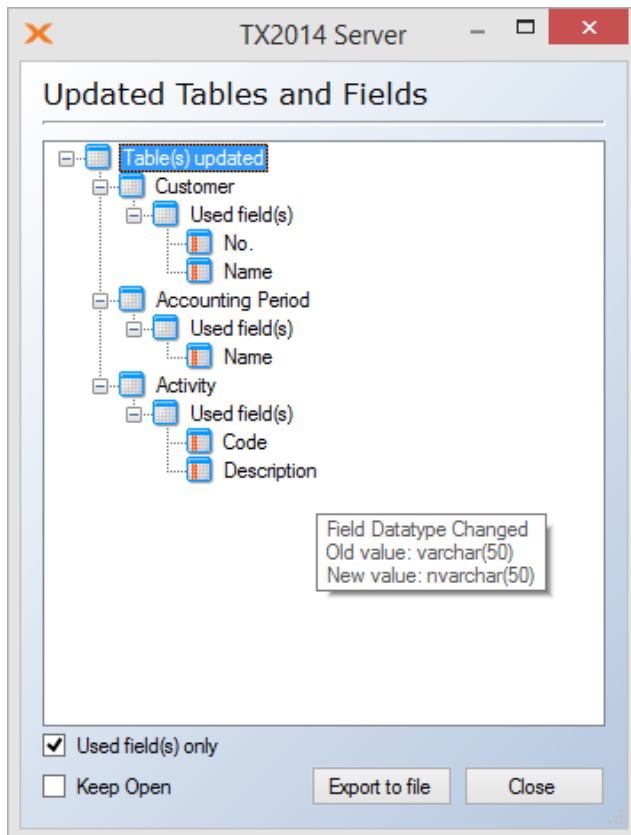 TX2014 Server
Updated Tables and Fields
Table(s) updated
Customer
Used field(s)
No.
Name
Accounting Period
Used field(s)
Name
Activity
Used field(s)
Code
Description
Field Datatype Changed
Old value: varchar(50)
New value: nvarchar(50)
Used field(s) only
Keep Open
Export to file
Close